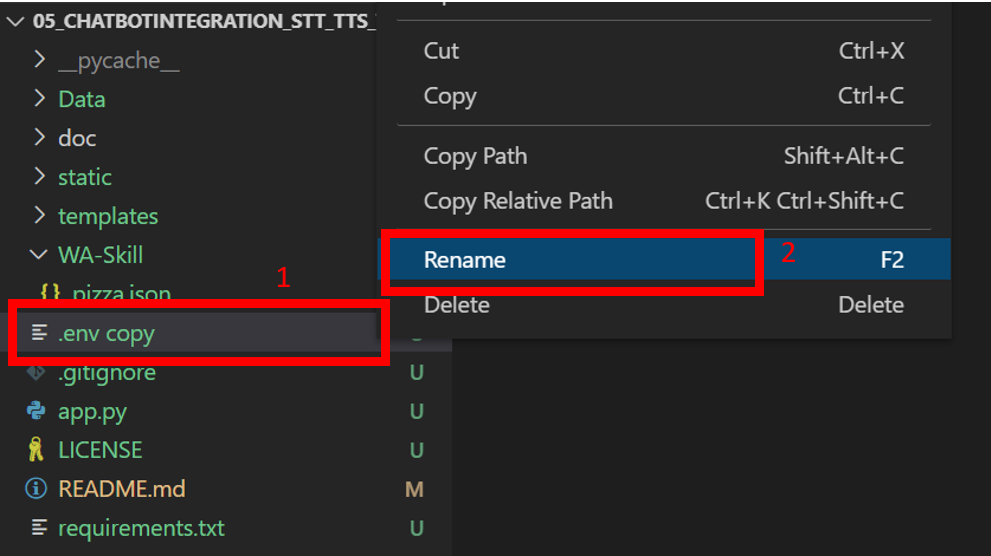 05_CHATBOTINTEGRATION_STT_TTS_
__pycache__
Data
doc
static
templates
WA-Skill
{} pizza.json
.env copy
.gitignore U
app.py U
LICENSE U
README.md M
requirements.txt U
1
Cut Ctrl+X
Copy Ctrl+C
Copy Path Shift+Alt+C
Copy Relative Path Ctrl+K Ctrl+Shift+C
Rename F2
2
Delete Delete